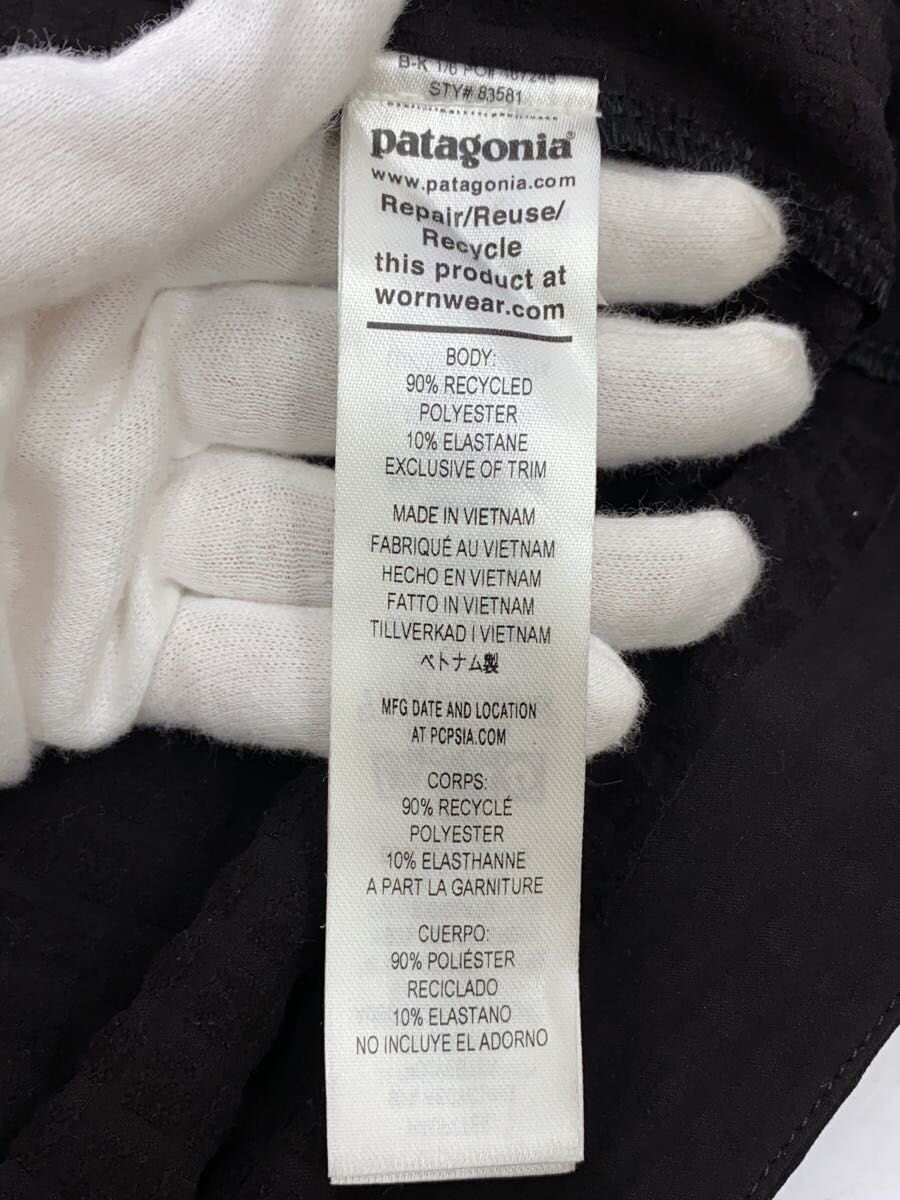 STY# 83581
patagonia®
www.patagonia.com
Repair/Reuse/
Recycle
this product at
wornwear.com
BODY:
90% RECYCLED
POLYESTER
10% ELASTANE
EXCLUSIVE OF TRIM
MADE IN VIETNAM
FABRIQUÉ AU VIETNAM
HECHO EN VIETNAM
FATTO IN VIETNAM
TILLVERKAD I VIETNAM
ベトナム製
MFG DATE AND LOCATION
AT PCPSIA.COM
CORPS:
90% RECYCLÉ
POLYESTER
10% ELASTHANNE
A PART LA GARNITURE
CUERPO:
90% POLIÉSTER
RECICLADO
10% ELASTANO
NO INCLUYE EL ADORNO